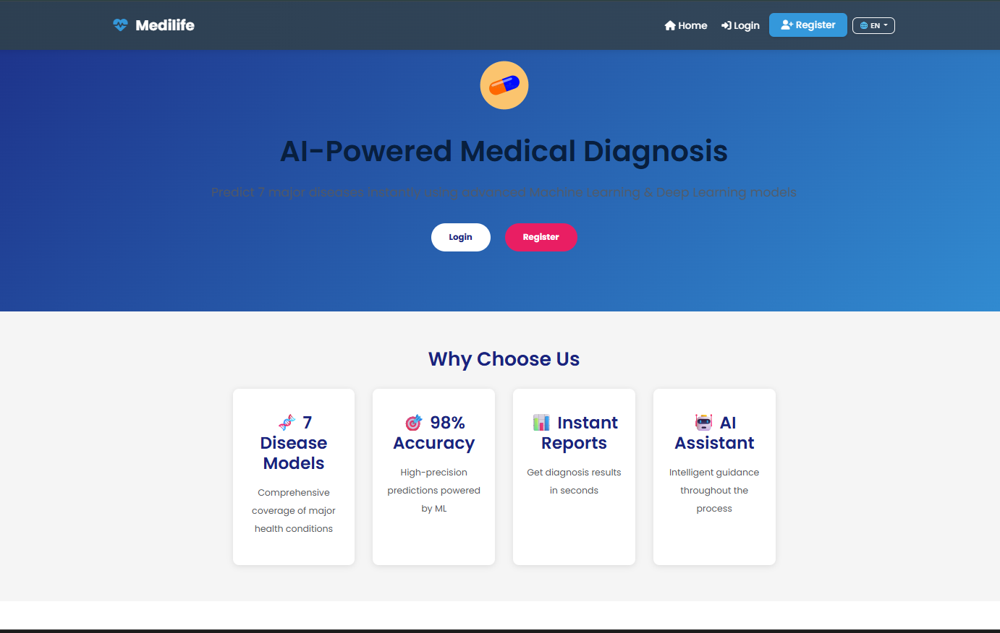 Medilife
Home
Login
Register
EN
AI-Powered Medical Diagnosis
Predict 7 major diseases instantly using advanced Machine Learning & Deep Learning models
Login
Register
Why Choose Us
7
Disease
Models
Comprehensive
coverage of major
health conditions
98%
Accuracy
High-precision
predictions powered
by ML
Instant
Reports
Get diagnosis results
in seconds
AI
Assistant
Intelligent guidance
throughout the
process